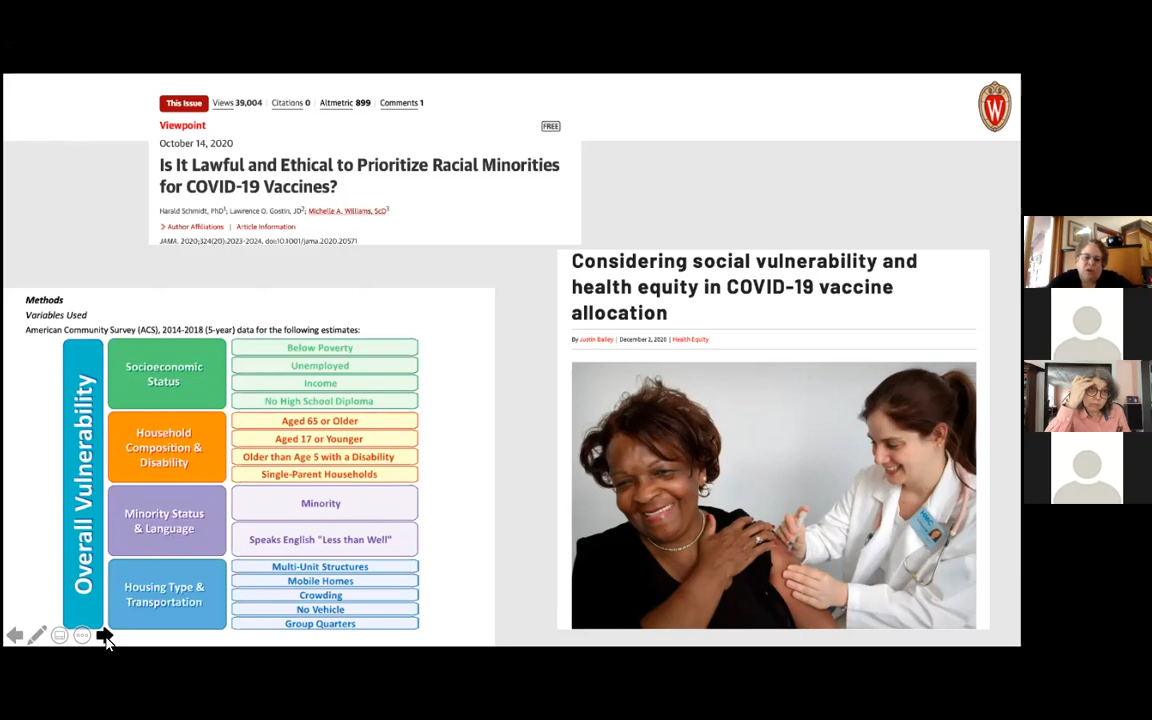 This Issue Views 39,004 Citations 0 Altmetric 899 Comments 1
Viewpoint
FREE
October 14, 2020
Is It Lawful and Ethical to Prioritize Racial Minorities
for COVID-19 Vaccines?
Harald Schmidt, PhD1; Lawrence O. Gostin, JD2; Michelle A. Williams, ScD3
Author Affiliations | Article Information
JAMA. 2020;324(20):2023-2024. doi:10.1001/jama.2020.20571
W
Considering social vulnerability and
health equity in COVID-19 vaccine
allocation
By Justin Bailey | December 2, 2020 | Health Equity
Methods
Variables Used
American Community Survey (ACS), 2014-2018 (5-year) data for the following estimates:
Overall Vulnerability
Socioeconomic
Status
Below Poverty
Unemployed
Income
No High School Diploma
Household
Composition &
Disability
Aged 65 or Older
Aged 17 or Younger
Older than Age 5 with a Disability
Single-Parent Households
Minority Status
& Language
Minority
Speaks English "Less than Well"
Housing Type &
Transportation
Multi-Unit Structures
Mobile Homes
Crowding
No Vehicle
Group Quarters